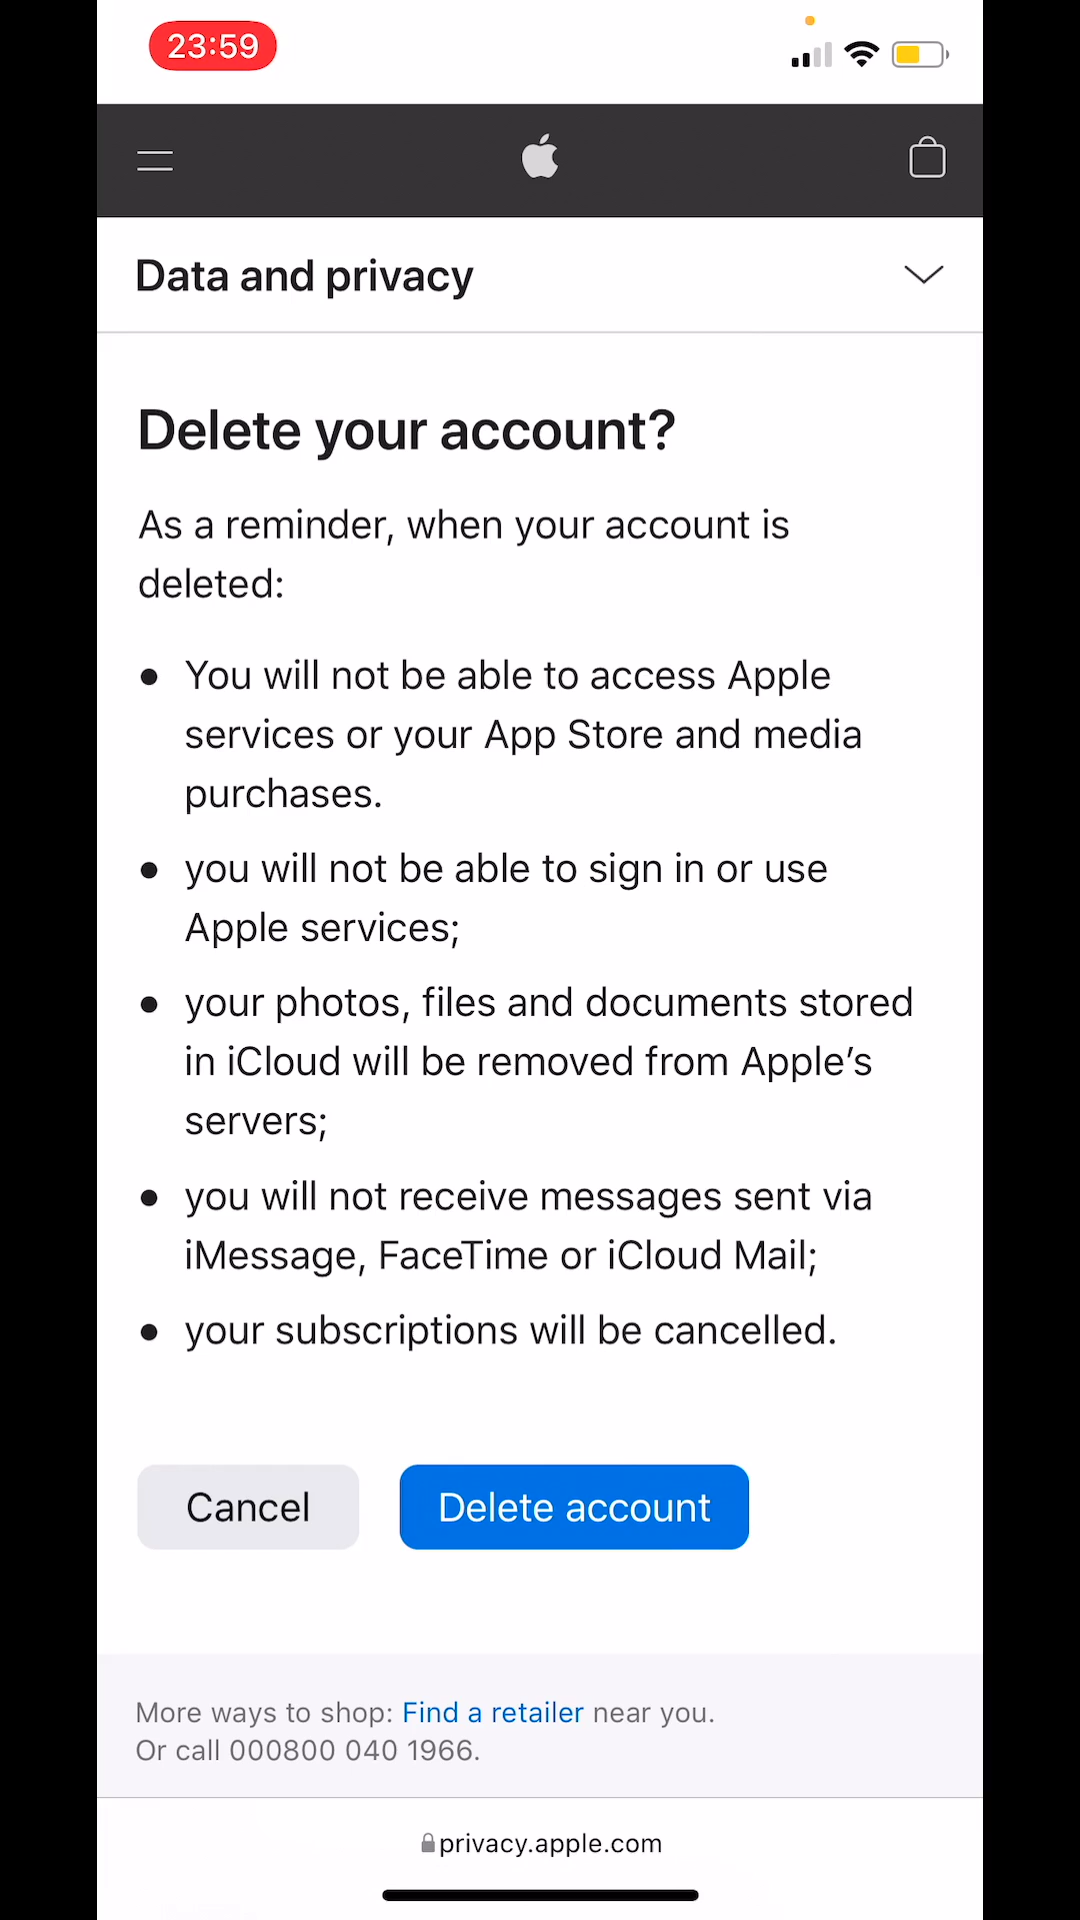 23:59
Data and privacy
Delete your account?
As a reminder, when your account is
deleted:
• You will not be able to access Apple
services or your App Store and media
purchases.
• you will not be able to sign in or use
Apple services;
• your photos, files and documents stored
in iCloud will be removed from Apple’s
servers;
• you will not receive messages sent via
iMessage, FaceTime or iCloud Mail;
• your subscriptions will be cancelled.
Cancel
Delete account
More ways to shop: Find a retailer near you.
Or call 000800 040 1966.
privacy.apple.com